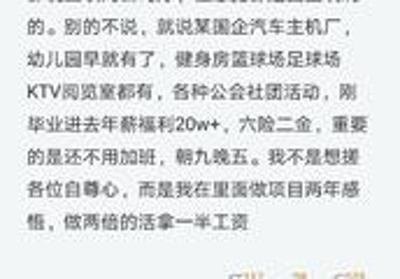 的。别的不说，就说某国企汽车主机厂，
幼儿园早就有了，健身房篮球场足球场
KTV阅览室都有，各种公会社团活动，刚
毕业进去年薪福利20w+，六险二金，重要
的是还不用加班，朝九晚五。我不是想搓
各位自尊心，而是我在里面做项目两年感
悟，做两倍的活拿一半工资